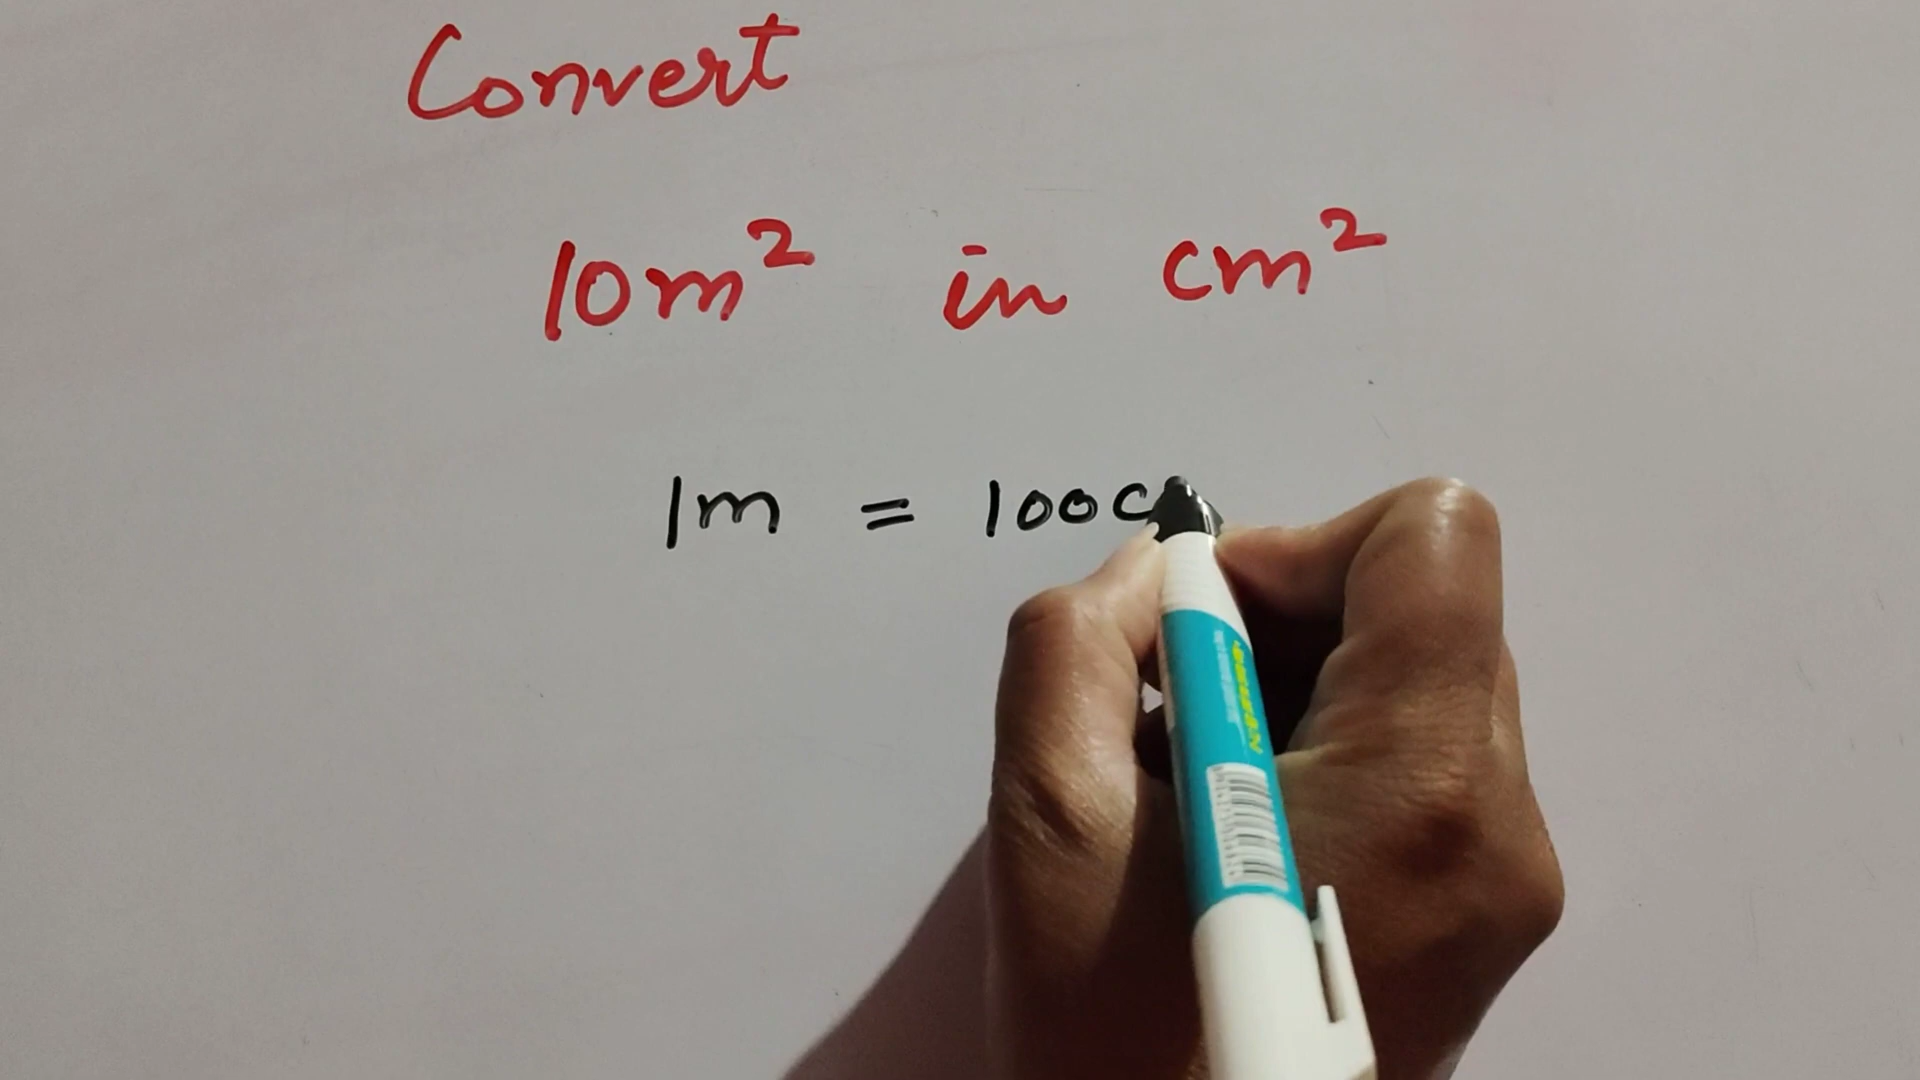 Convert
10m² in cm²
1m = 100c